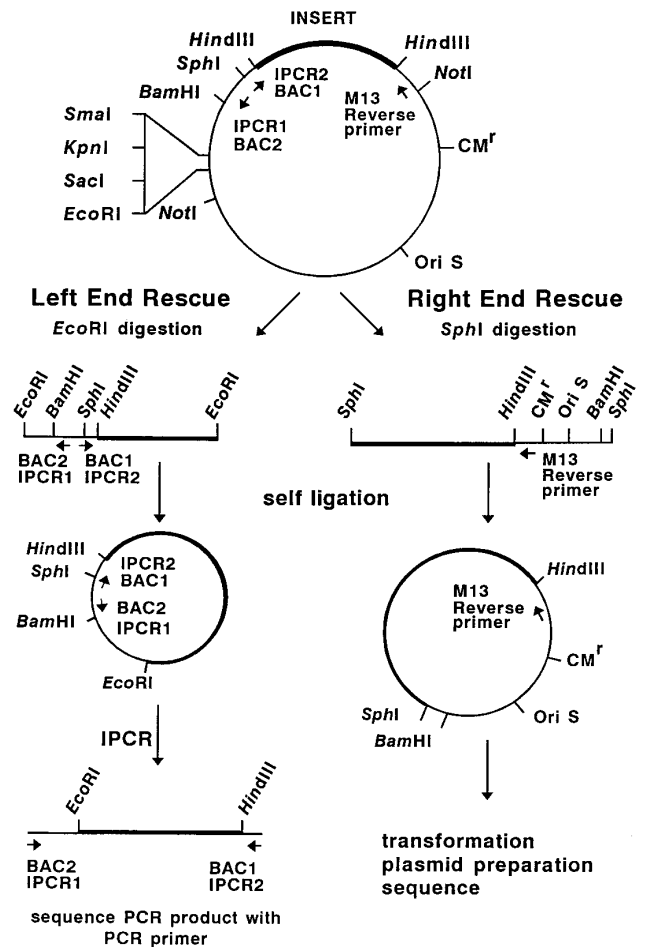 INSERT
HindIII
HindIII
SphI
NotI
IPCR2
BAC1
BamHI
M13
Reverse
primer
SmaI
IPCR1
BAC2
KpnI
CMr
SacI
EcoRI
NotI
Ori S
Left End Rescue
Right End Rescue
EcoRI digestion
SphI digestion
EcoRI
BamHI
SphI
HindIII
EcoRI
SphI
HindIII
CMr
Ori S
BamHI
SphI
BAC2
IPCR1
BAC1
IPCR2
M13
Reverse
primer
self ligation
HindIII
SphI
IPCR2
BAC1
BAC2
IPCR1
BamHI
EcoRI
HindIII
M13
Reverse
primer
CMr
Ori S
SphI
BamHI
IPCR
EcoRI
HindIII
BAC2
IPCR1
BAC1
IPCR2
sequence PCR product with
PCR primer
transformation
plasmid preparation
sequence